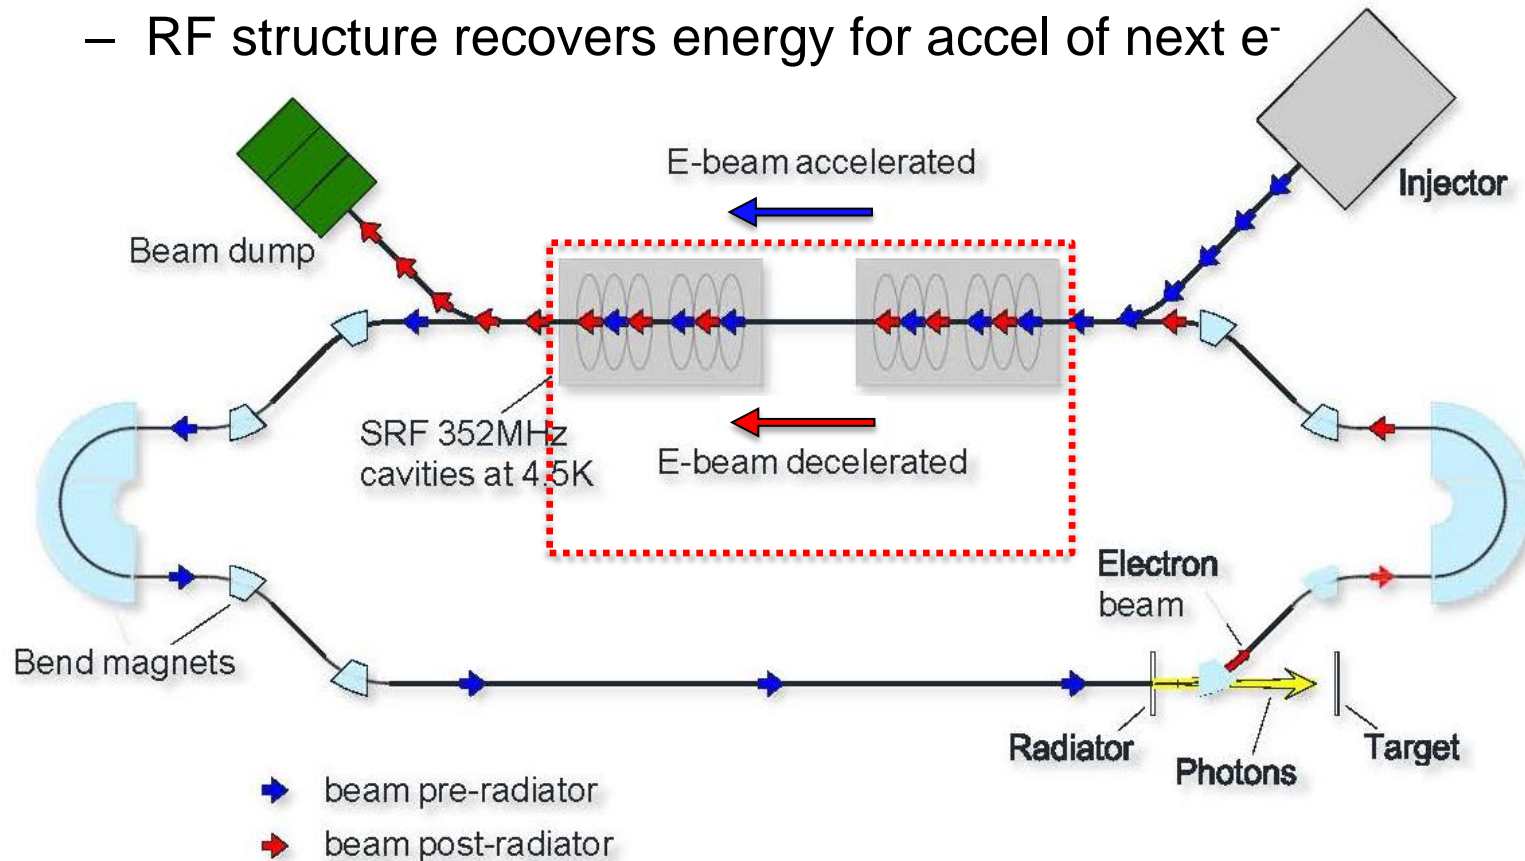 – RF structure recovers energy for accel of next e-
E-beam accelerated
Injector
Beam dump
SRF 352MHz
cavities at 4.5K
E-beam decelerated
Electron
beam
Bend magnets
Radiator
Photons
Target
beam pre-radiator
beam post-radiator